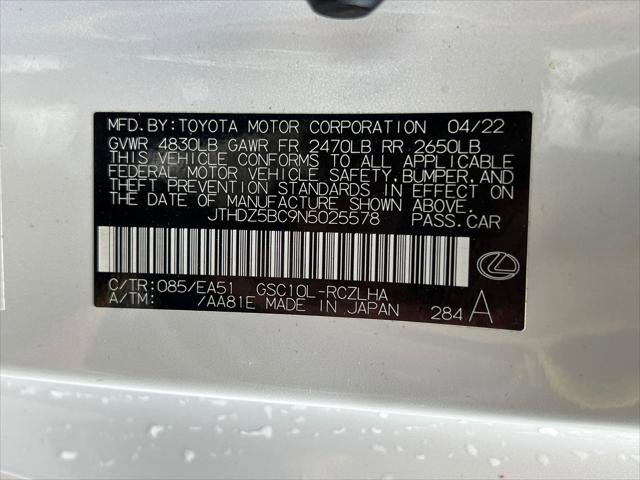 MFD. BY: TOYOTA MOTOR CORPORATION 04/22
GVWR 4830LB GAWR FR 2470LB RR 2650LB
THIS VEHICLE CONFORMS TO ALL APPLICABLE
FEDERAL MOTOR VEHICLE SAFETY, BUMPER, AND
THEFT PREVENTION STANDARDS IN EFFECT ON
THE DATE OF MANUFACTURE SHOWN ABOVE.
JTHDZ5BC9N5025578 PASS. CAR
C/TR: 085/EA51 GSC10L-RCZLHA
A/TM: /AA81E MADE IN JAPAN 284 A